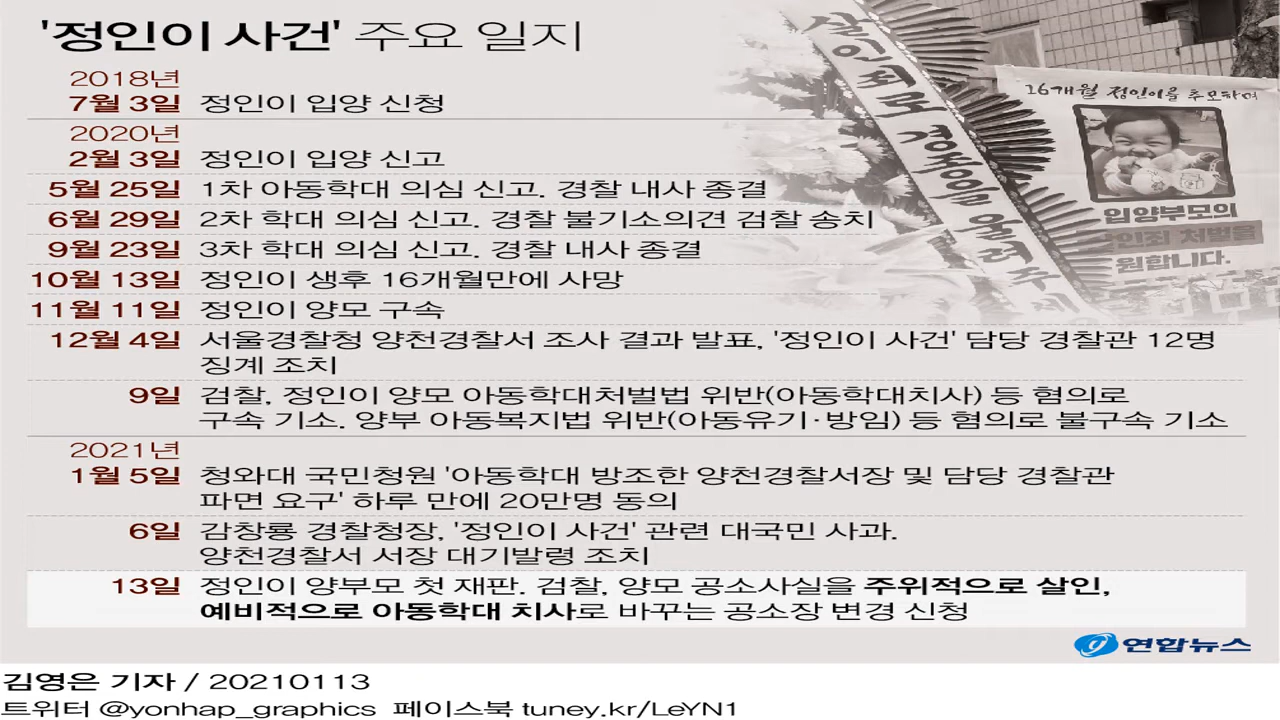 '정인이 사건' 주요 일지
2018년
7월 3일 정인이 입양 신청
2020년
2월 3일 정인이 입양 신고
5월 25일 1차 아동학대 의심 신고. 경찰 내사 종결
6월 29일 2차 학대 의심 신고. 경찰 불기소의견 검찰 송치
9월 23일 3차 학대 의심 신고. 경찰 내사 종결
10월 13일 정인이 생후 16개월만에 사망
11월 11일 정인이 양모 구속
12월 4일 서울경찰청 양천경찰서 조사 결과 발표, '정인이 사건' 담당 경찰관 12명
징계 조치
9일 검찰, 정인이 양모 아동학대처벌법 위반(아동학대치사) 등 혐의로
구속 기소. 양부 아동복지법 위반(아동유기·방임) 등 혐의로 불구속 기소
2021년
1월 5일 청와대 국민청원 '아동학대 방조한 양천경찰서장 및 담당 경찰관
파면 요구' 하루 만에 20만명 동의
6일 감창룡 경찰청장, '정인이 사건' 관련 대국민 사과.
양천경찰서 서장 대기발령 조치
13일 정인이 양부모 첫 재판. 검찰, 양모 공소사실을 주위적으로 살인,
예비적으로 아동학대 치사로 바꾸는 공소장 변경 신청
살인죄로 경종을 울려주세
16개월 정인이를 추모하며
입양부모의
인죄 처벌을
원합니다.
연합뉴스
김영은 기자 / 20210113
트위터 @yonhap_graphics 페이스북 tuney.kr/LeYN1